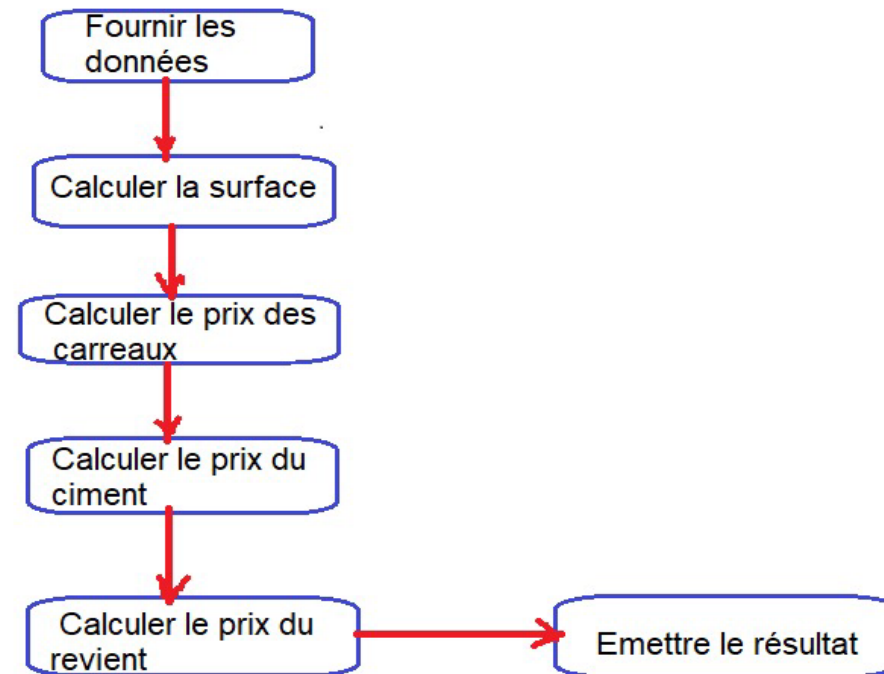 Fournir les
données
Calculer la surface
Calculer le prix des
carreaux
Calculer le prix du
ciment
Calculer le prix du
revient
Emettre le résultat